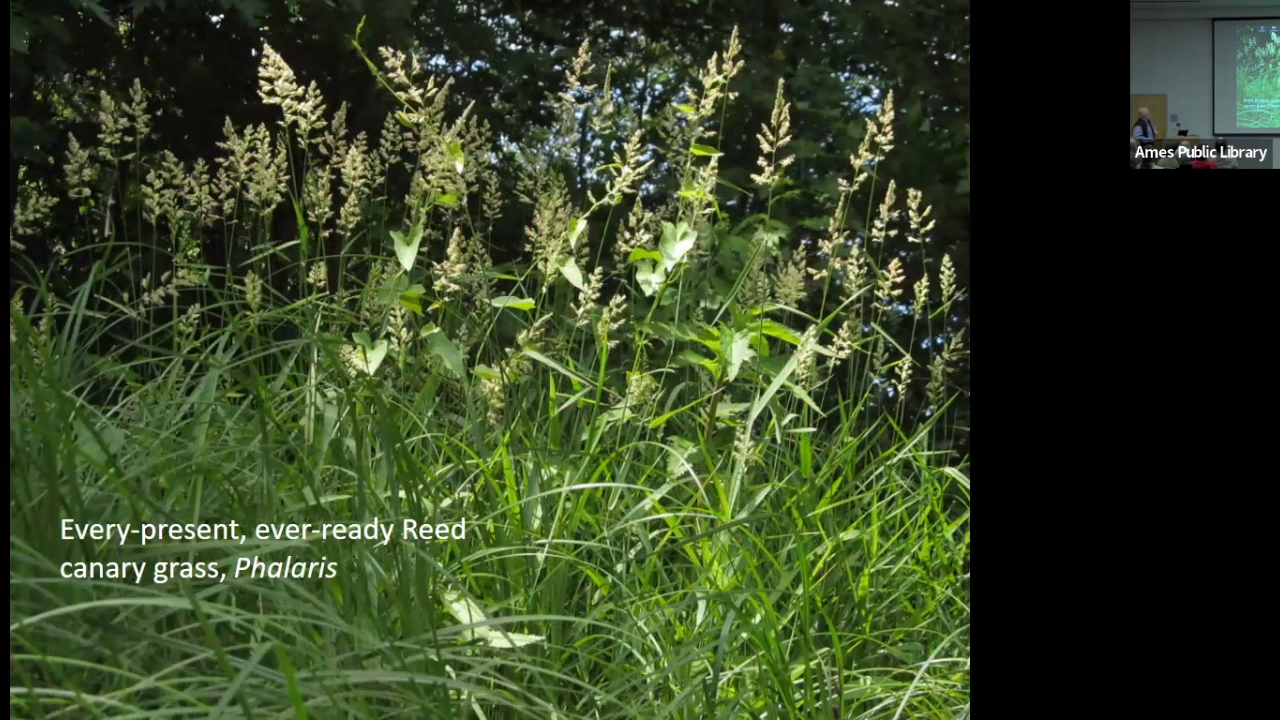 Every-present, ever-ready Reed
canary grass, Phalaris
Ames Public Library